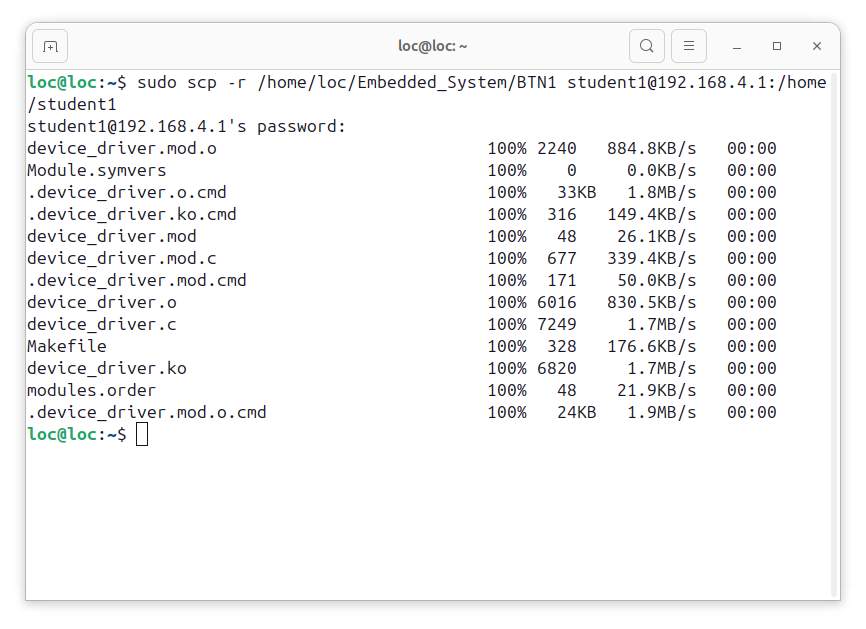 loc@loc: ~
loc@loc:~$ sudo scp -r /home/loc/Embedded_System/BTN1 student1@192.168.4.1:/home
/student1
student1@192.168.4.1's password:
device_driver.mod.o 100% 2240 884.8KB/s 00:00
Module.symvers 100% 0 0.0KB/s 00:00
.device_driver.o.cmd 100% 33KB 1.8MB/s 00:00
.device_driver.ko.cmd 100% 316 149.4KB/s 00:00
device_driver.mod 100% 48 26.1KB/s 00:00
device_driver.mod.c 100% 677 339.4KB/s 00:00
.device_driver.mod.cmd 100% 171 50.0KB/s 00:00
device_driver.o 100% 6016 830.5KB/s 00:00
device_driver.c 100% 7249 1.7MB/s 00:00
Makefile 100% 328 176.6KB/s 00:00
device_driver.ko 100% 6820 1.7MB/s 00:00
modules.order 100% 48 21.9KB/s 00:00
.device_driver.mod.o.cmd 100% 24KB 1.9MB/s 00:00
loc@loc:~$